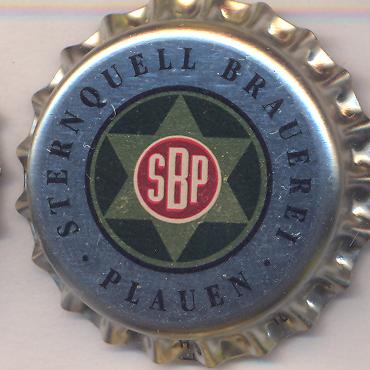 STERNQUELL BRAUEREI
SBP
· PLAUEN ·